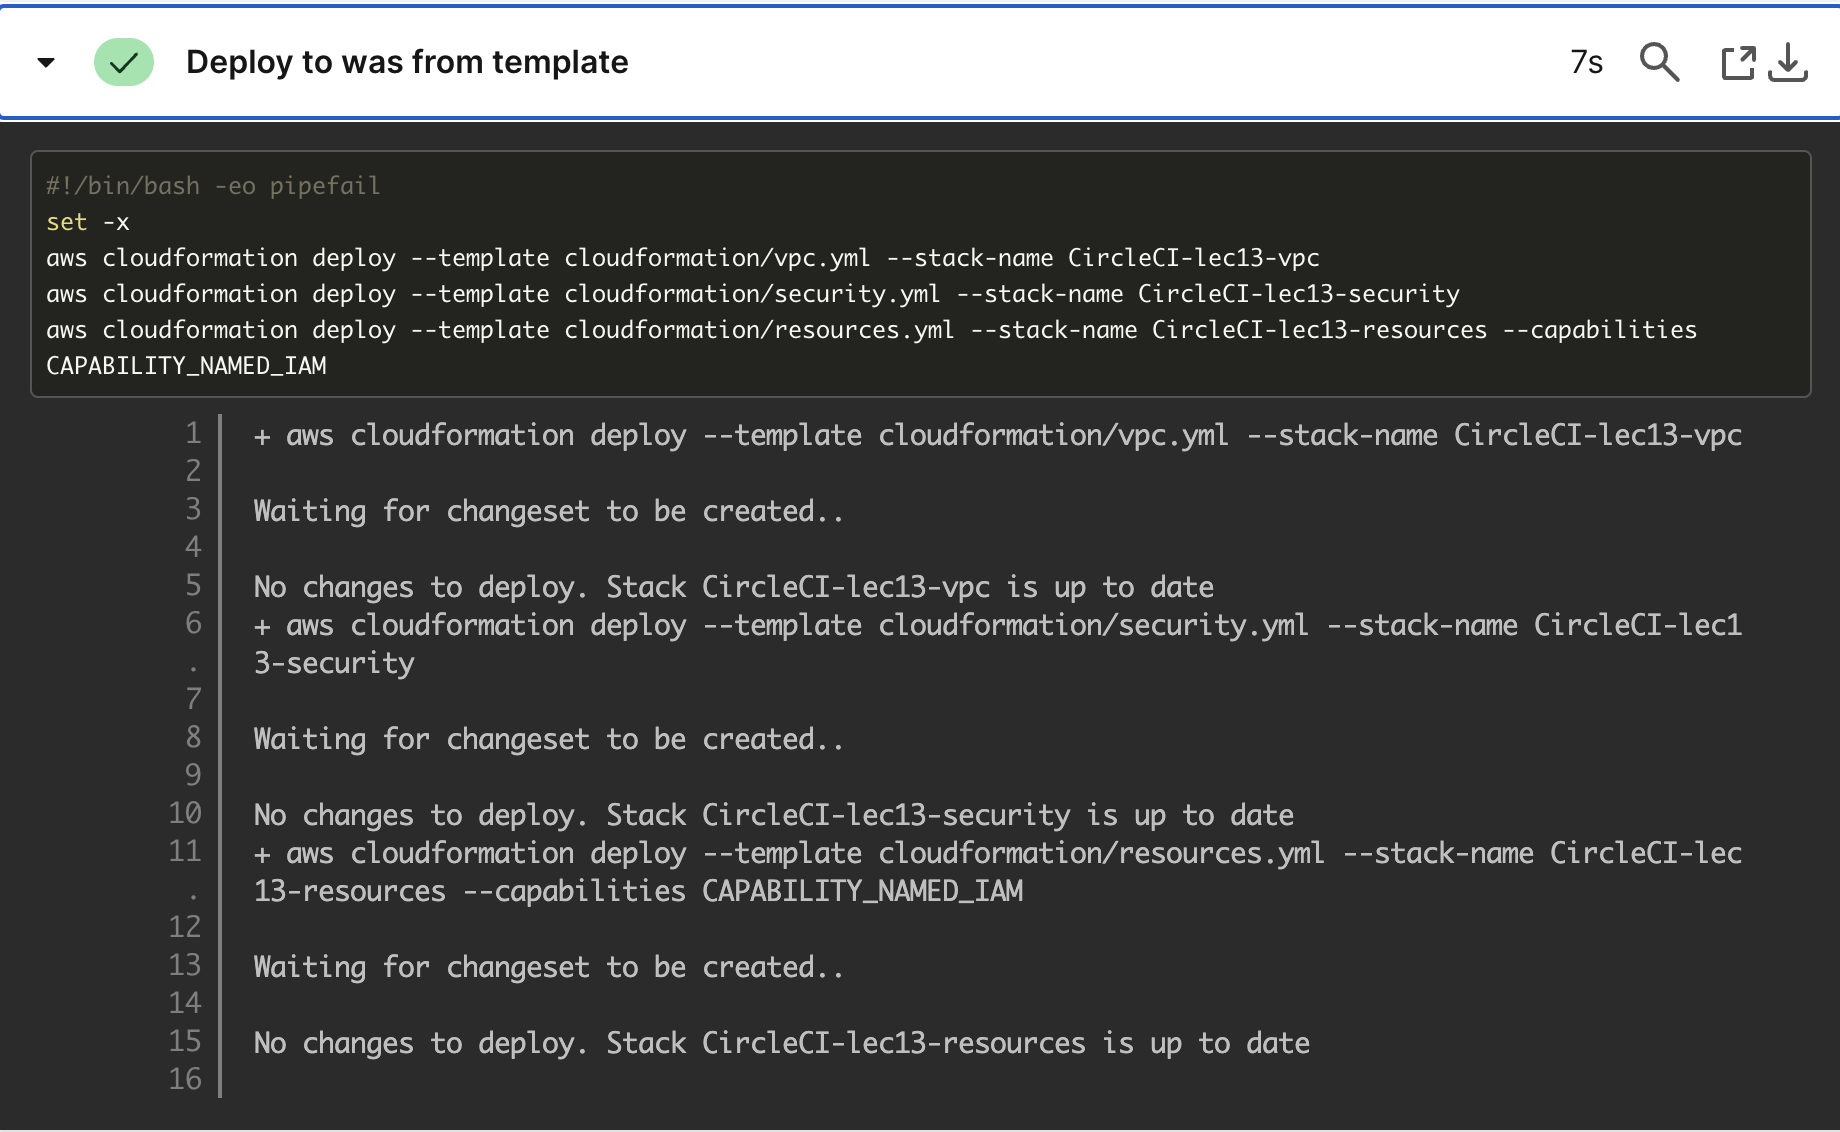 Deploy to was from template
7s
#!/bin/bash -eo pipefail
set -x
aws cloudformation deploy --template cloudformation/vpc.yml --stack-name CircleCI-lec13-vpc
aws cloudformation deploy --template cloudformation/security.yml --stack-name CircleCI-lec13-security
aws cloudformation deploy --template cloudformation/resources.yml --stack-name CircleCI-lec13-resources --capabilities
CAPABILITY_NAMED_IAM
1 + aws cloudformation deploy --template cloudformation/vpc.yml --stack-name CircleCI-lec13-vpc
2
3 Waiting for changeset to be created..
4
5 No changes to deploy. Stack CircleCI-lec13-vpc is up to date
6 + aws cloudformation deploy --template cloudformation/security.yml --stack-name CircleCI-lec1
. 3-security
7
8 Waiting for changeset to be created..
9
10 No changes to deploy. Stack CircleCI-lec13-security is up to date
11 + aws cloudformation deploy --template cloudformation/resources.yml --stack-name CircleCI-lec
. 13-resources --capabilities CAPABILITY_NAMED_IAM
12
13 Waiting for changeset to be created..
14
15 No changes to deploy. Stack CircleCI-lec13-resources is up to date
16